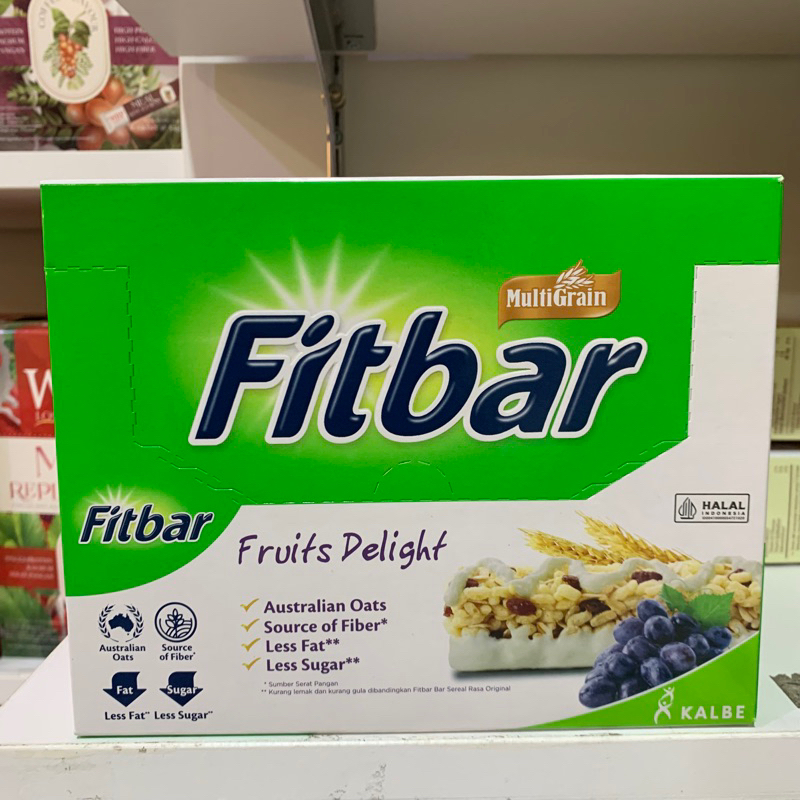 MultiGrain
Fitbar
Fitbar
Fruits Delight
HALAL
INDONESIA
Australian Oats
Source of Fiber*
Less Fat**
Less Sugar**
* Sumber Serat Pangan
** Kurang lemak dan kurang gula dibandingkan Fitbar Bar Sereal Rasa Original
Australian Oats
Source of Fiber*
Fat
Sugar
Less Fat**
Less Sugar**
KALBE